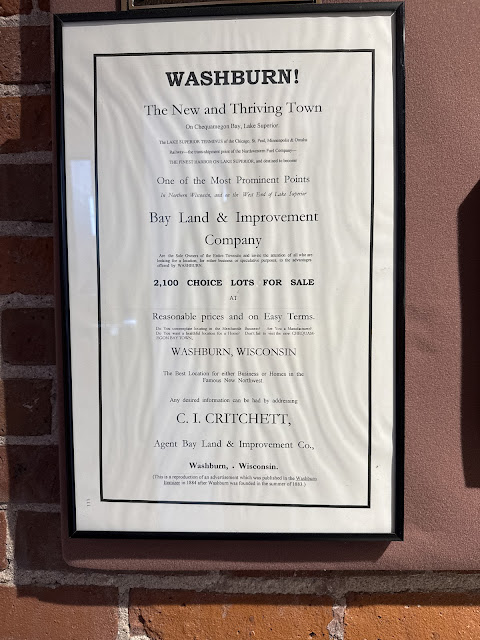 WASHBURN!
The New and Thriving Town
On Chequamegon Bay, Lake Superior.
The LAKE SUPERIOR TERMINUS of the Chicago, St. Paul, Minneapolis & Omaha
Railway—the transshipment point of the Northwestern Fuel Company—
THE FINEST HARBOR ON LAKE SUPERIOR, and destined to become
One of the Most Prominent Points
In Northern Wisconsin, and on the West End of Lake Superior
Bay Land & Improvement
Company
Are the Sole Owners of the Entire Townsite and invite the attention of all who are
looking for a location, for either business or speculative purposes, to the advantages
offered by WASHBURN.
2,100 CHOICE LOTS FOR SALE
AT
Reasonable prices and on Easy Terms.
Do You contemplate locating in the Mercantile Business? Are You a Manufacturer?
Do You want a beautiful location for a Home? Don't fail to visit the new CHEQUAM-
EGON BAY TOWN,
WASHBURN, WISCONSIN
The Best Location for either Business or Homes in the
Famous New Northwest.
Any desired information can be had by addressing
C. I. CRITCHETT,
Agent Bay Land & Improvement Co.,
Washburn, - Wisconsin.
(This is a reproduction of an advertisement which was published in the Washburn
in 1884 after Washburn was founded in the summer of 1883.)